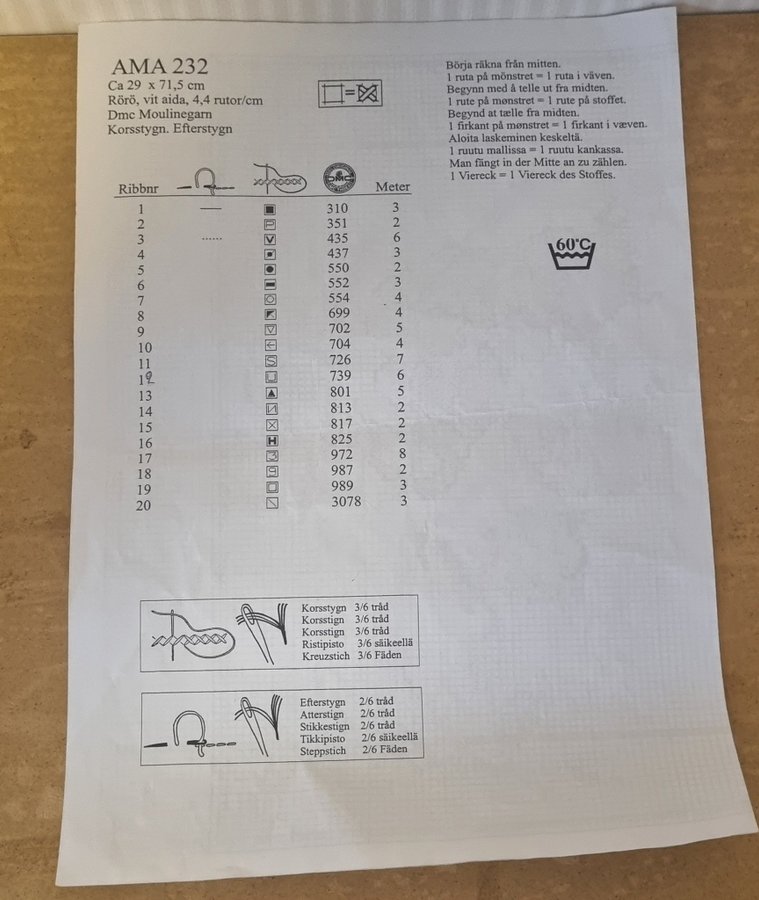 AMA 232
Ca 29 x 71,5 cm
Rörö, vit aida, 4,4 rutor/cm
Dmc Moulinegarn
Korsstygn. Efterstygn
=
Börja räkna från mitten.
1 ruta på mönstret = 1 ruta i väven.
Begynn med å telle ut fra midten.
1 rute på mønstret = 1 rute på stoffet.
Begynd at tælle fra midten.
1 firkant på mønstret = 1 firkant i væven.
Aloita laskeminen keskeltä.
1 ruutu mallissa = 1 ruutu kankassa.
Man fängt in der Mitte an zu zählen.
1 Viereck = 1 Viereck des Stoffes.
60°C
Ribbnr DMC Meter
1 310 3
2 P 351 2
3 V 435 6
4 437 3
5 550 2
6 552 3
7 554 4
8 699 4
9 702 5
10 704 4
11 S 726 7
12 739 6
13 801 5
14 813 2
15 817 2
16 H 825 2
17 972 8
18 987 2
19 989 3
20 3078 3
Korsstygn 3/6 tråd
Korsstign 3/6 tråd
Korsstign 3/6 tråd
Ristipisto 3/6 säikeellä
Kreuzstich 3/6 Fäden
Efterstygn 2/6 tråd
Atterstign 2/6 tråd
Stikkestign 2/6 tråd
Tikkipisto 2/6 säikeellä
Steppstich 2/6 Fäden